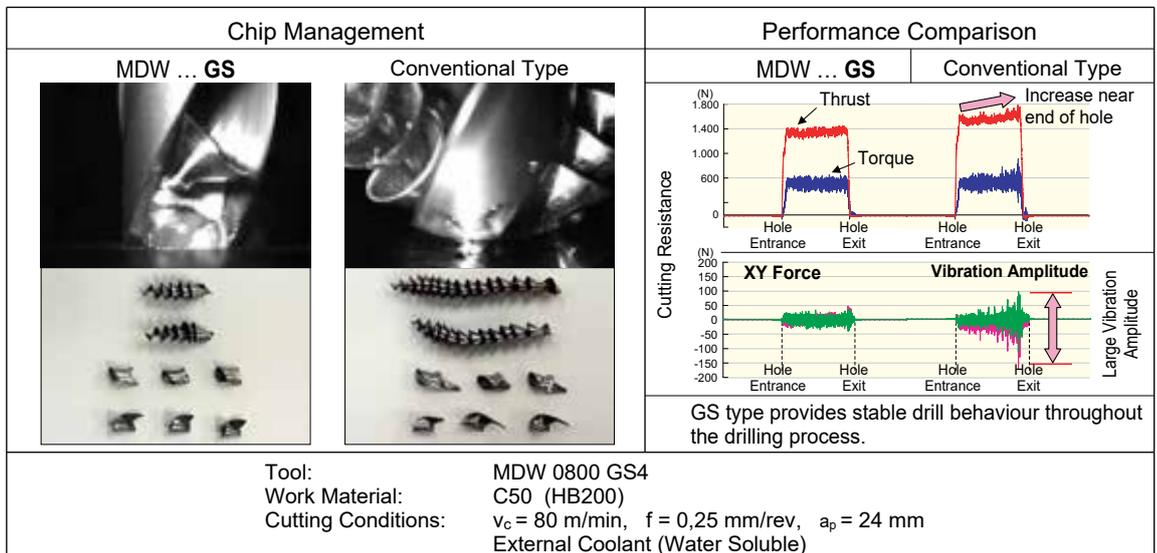 Chip Management
MDW ... GS
Conventional Type
Performance Comparison
MDW ... GS
Conventional Type
Cutting Resistance
(N)
1.800
1.400
1.000
600
0
Thrust
Torque
Increase near
end of hole
Hole
Entrance
Hole
Exit
Hole
Entrance
Hole
Exit
(N)
200
150
100
50
0
-50
-100
-150
-200
XY Force
Vibration Amplitude
Hole
Entrance
Hole
Exit
Hole
Entrance
Hole
Exit
Large Vibration
Amplitude
GS type provides stable drill behaviour throughout
the drilling process.
Tool: MDW 0800 GS4
Work Material: C50 (HB200)
Cutting Conditions: vc = 80 m/min, f = 0,25 mm/rev, ap = 24 mm
External Coolant (Water Soluble)